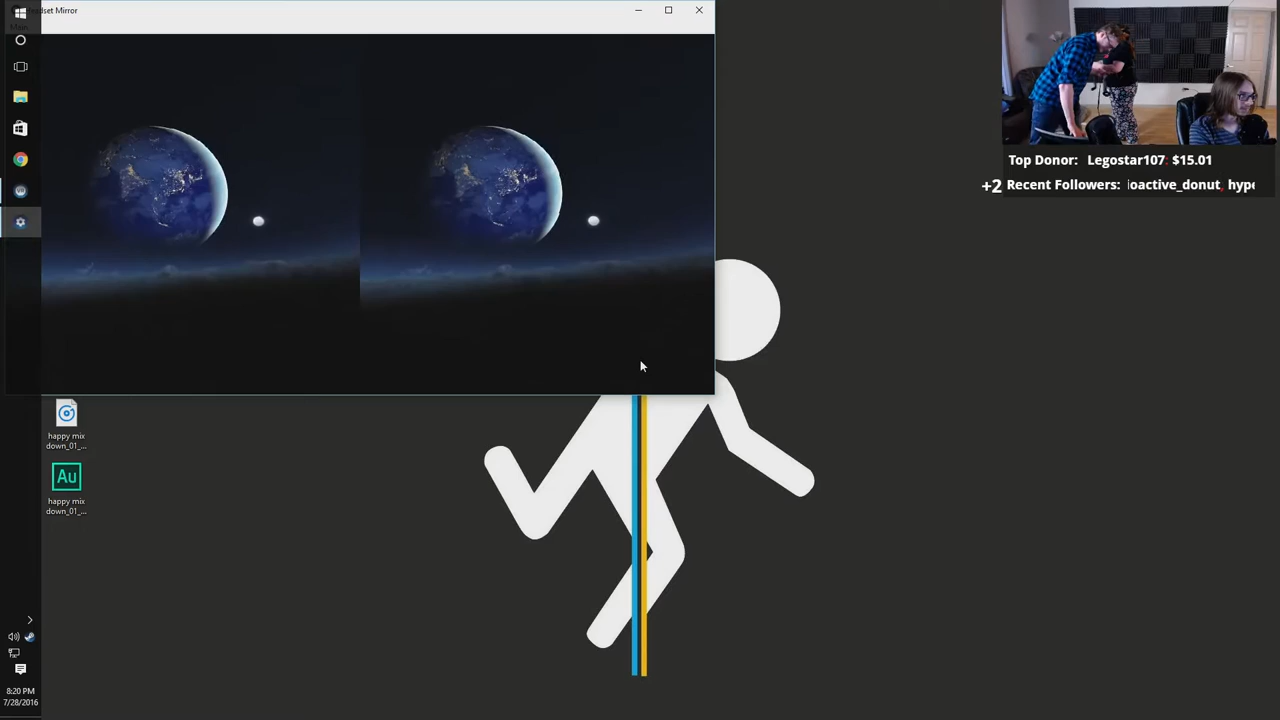 Headset Mirror
Top Donor: Legostar107: $15.01
+2 Recent Followers: ioactive_donut, hype
happy mix
down_01_...
Au
happy mix
down_01_...
8:20 PM
7/28/2016